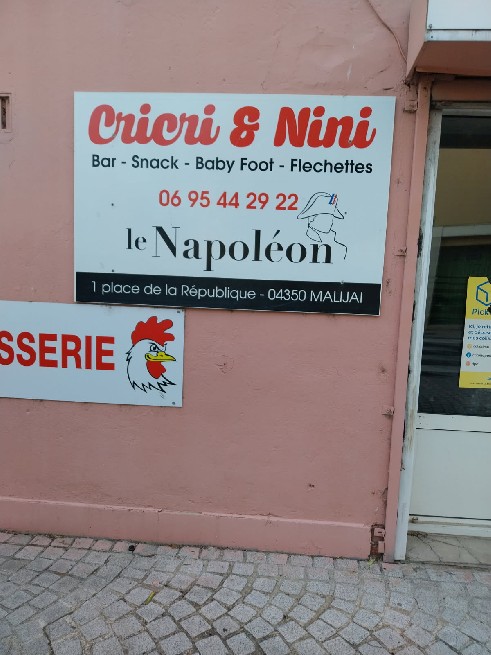 Cricri & Nini
Bar - Snack - Baby Foot - Flechettes
06 95 44 29 22
le Napoléon
1 place de la République - 04350 MALIJAI
SSERIE
Pick